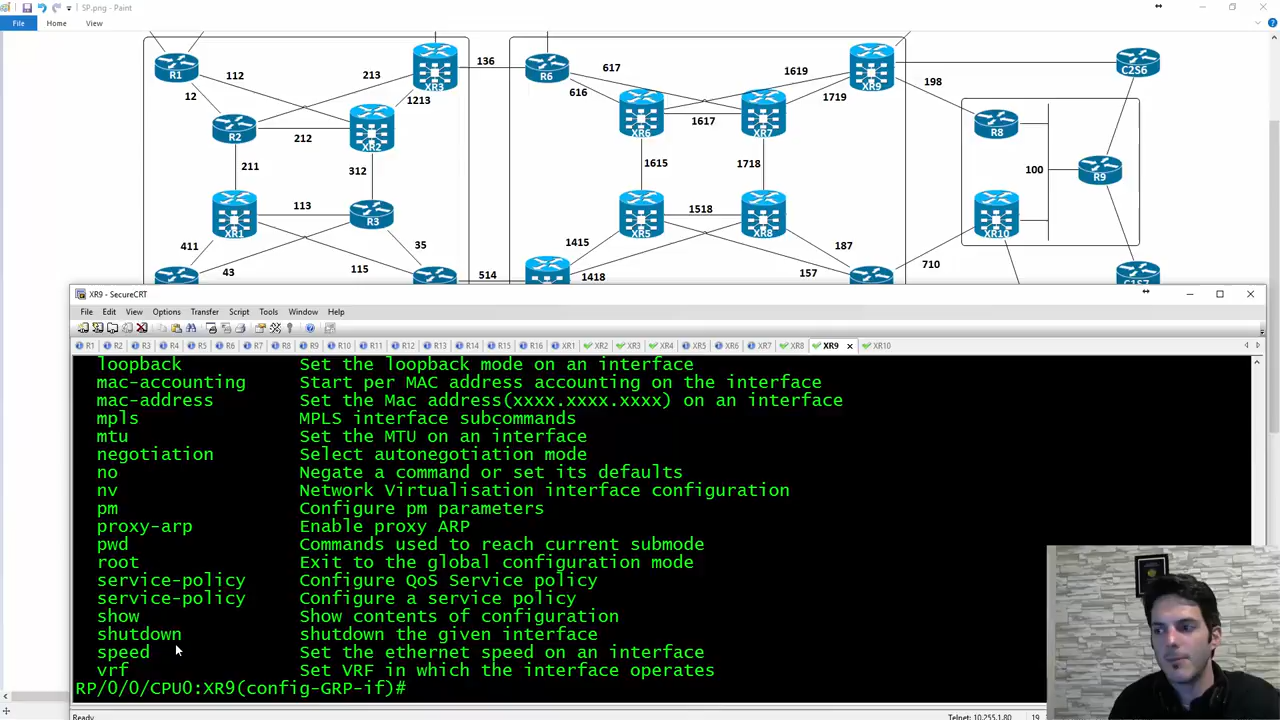 SP.png - Paint
File Home View
R1
112
12
213
XR3
136
1213
R2
212
XR2
211
312
XR1
113
R3
411
43
115
35
514
R6
617
616
1619
XR9
XR6
1617
XR7
1719
1615
1718
XR5
1518
XR8
1415
1418
187
157
198
C2S6
R8
100
R9
XR10
710
C1S7
XR9 - SecureCRT
File Edit View Options Transfer Script Tools Window Help
R1 R2 R3 R4 R5 R6 R7 R8 R9 R10 R11 R12 R13 R14 R15 R16 XR1 XR2 XR3 XR4 XR5 XR6 XR7 XR8 XR9 XR10
loopback Set the loopback mode on an interface
mac-accounting Start per MAC address accounting on the interface
mac-address Set the Mac address(xxxx.xxxx.xxxx) on an interface
mpls MPLS interface subcommands
mtu Set the MTU on an interface
negotiation Select autonegotiation mode
no Negate a command or set its defaults
nv Network Virtualisation interface configuration
pm Configure pm parameters
proxy-arp Enable proxy ARP
pwd Commands used to reach current submode
root Exit to the global configuration mode
service-policy Configure QoS Service policy
service-policy Configure a service policy
show Show contents of configuration
shutdown shutdown the given interface
speed Set the ethernet speed on an interface
vrf Set VRF in which the interface operates
RP/0/0/CPU0:XR9(config-GRP-if)#
Ready Telnet: 10.255.1.80 19